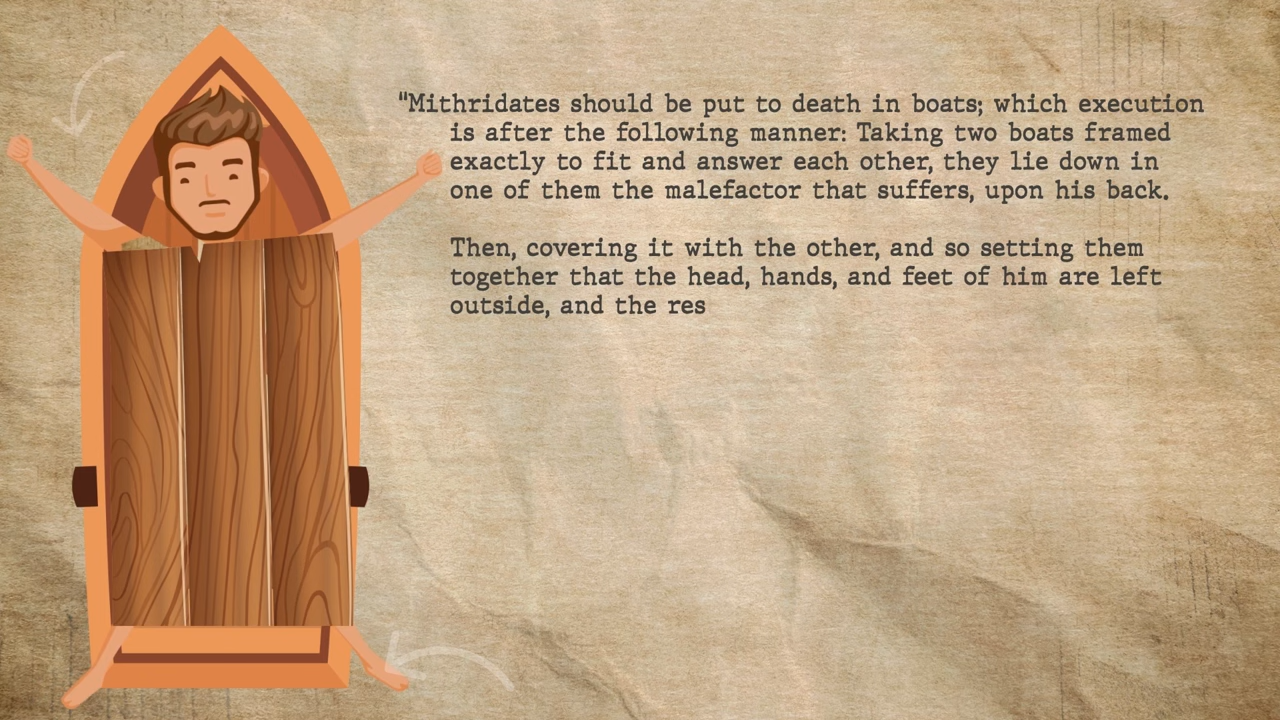 "Mithridates should be put to death in boats; which execution
is after the following manner: Taking two boats framed
exactly to fit and answer each other, they lie down in
one of them the malefactor that suffers, upon his back.
Then, covering it with the other, and so setting them
together that the head, hands, and feet of him are left
outside, and the res